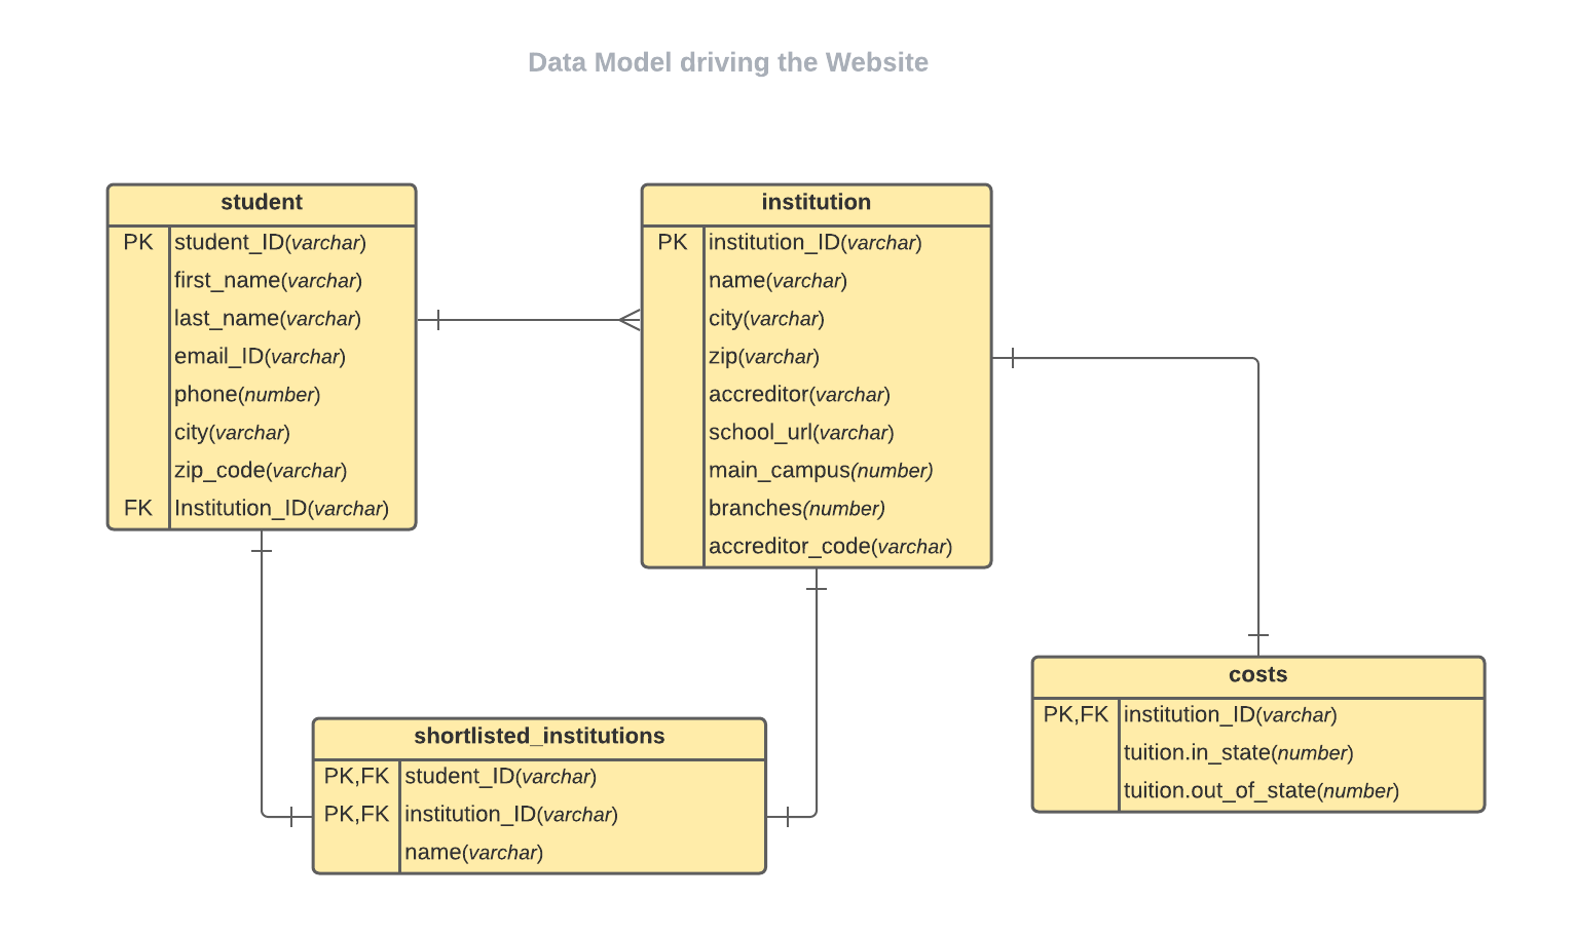 Data Model driving the Website
student
PK student_ID(varchar)
first_name(varchar)
last_name(varchar)
email_ID(varchar)
phone(number)
city(varchar)
zip_code(varchar)
FK Institution_ID(varchar)
institution
PK institution_ID(varchar)
name(varchar)
city(varchar)
zip(varchar)
accreditor(varchar)
school_url(varchar)
main_campus(number)
branches(number)
accreditor_code(varchar)
shortlisted_institutions
PK,FK student_ID(varchar)
PK,FK institution_ID(varchar)
name(varchar)
costs
PK,FK institution_ID(varchar)
tuition.in_state(number)
tuition.out_of_state(number)